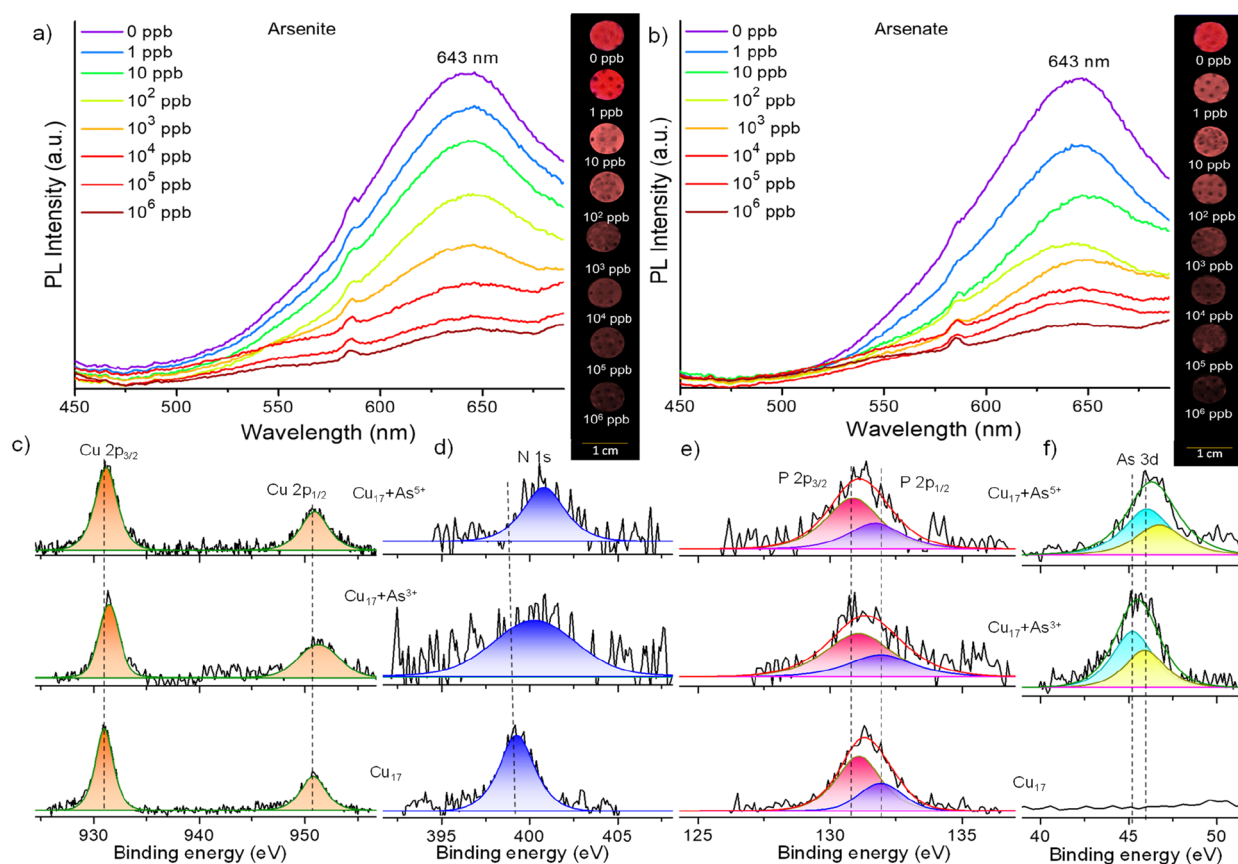 a)
Arsenite
643 nm
0 ppb
1 ppb
10 ppb
10² ppb
10³ ppb
10⁴ ppb
10⁵ ppb
10⁶ ppb
PL Intensity (a.u.)
450 500 550 600 650
Wavelength (nm)
0 ppb
1 ppb
10 ppb
10² ppb
10³ ppb
10⁴ ppb
10⁵ ppb
10⁶ ppb
1 cm
b)
Arsenate
643 nm
0 ppb
1 ppb
10 ppb
10² ppb
10³ ppb
10⁴ ppb
10⁵ ppb
10⁶ ppb
PL Intensity (a.u.)
450 500 550 600 650
Wavelength (nm)
0 ppb
1 ppb
10 ppb
10² ppb
10³ ppb
10⁴ ppb
10⁵ ppb
10⁶ ppb
1 cm
c)
Cu 2p₃/₂
Cu 2p₁/₂
930 940 950
Binding energy (eV)
d)
N 1s
Cu₁₇+As⁵⁺
Cu₁₇+As³⁺
Cu₁₇
395 400 405
Binding energy (eV)
e)
P 2p₃/₂
P 2p₁/₂
125 130 135
Binding energy (eV)
f)
As 3d
Cu₁₇+As⁵⁺
Cu₁₇+As³⁺
Cu₁₇
40 45 50
Binding energy (eV)